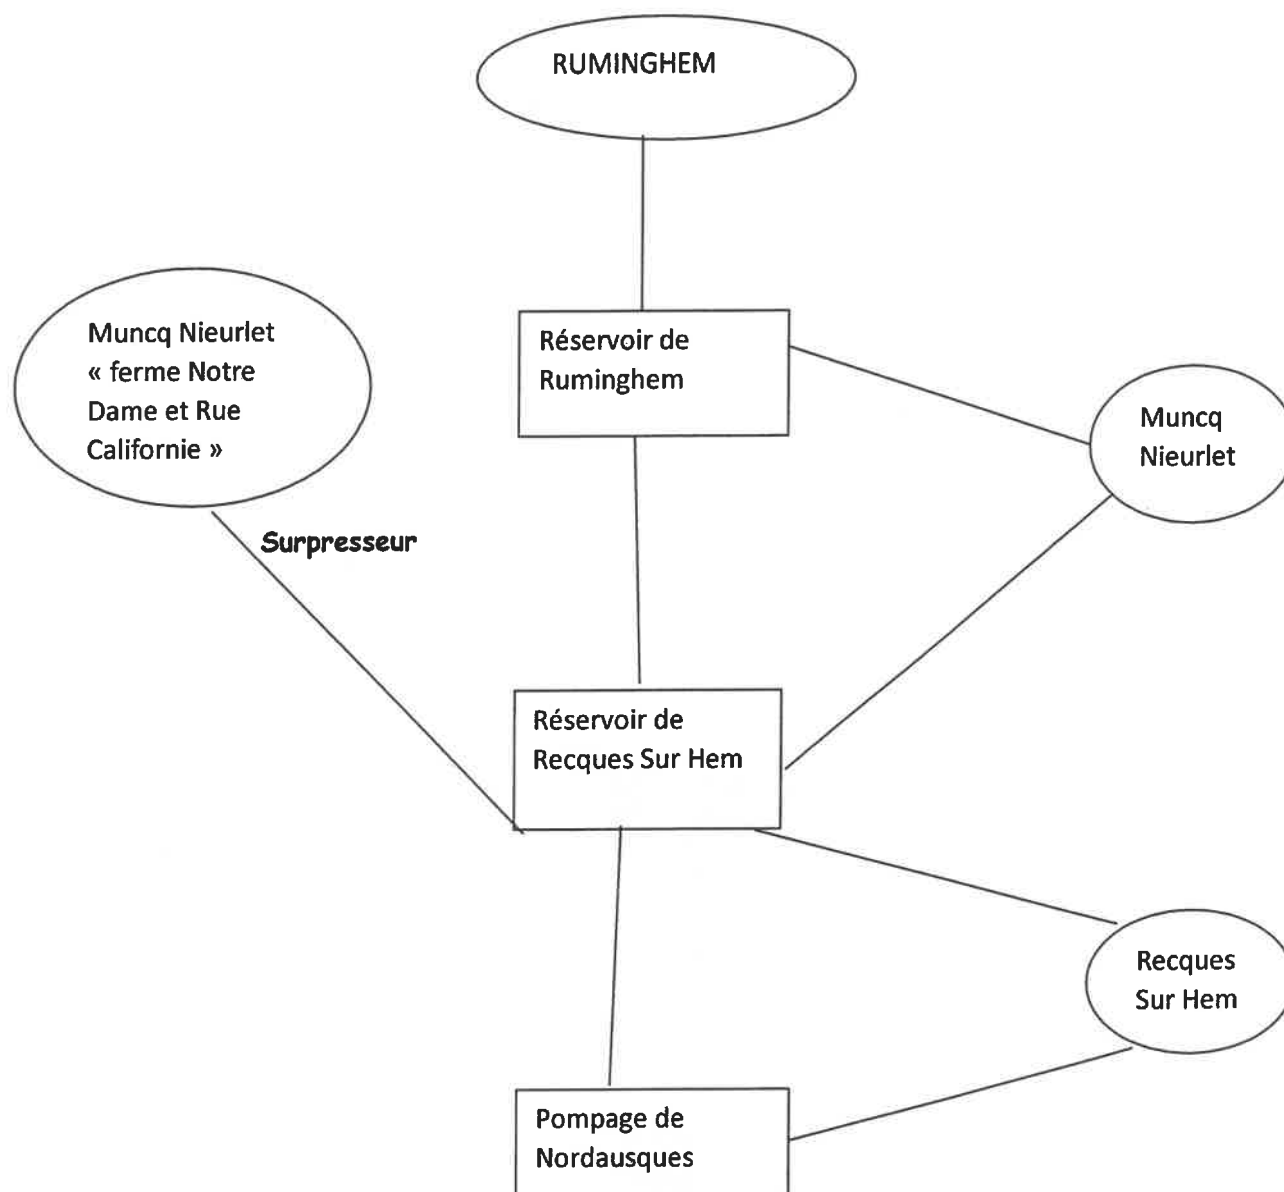 RUMINGHEM
Muncq Nieurlet
« ferme Notre
Dame et Rue
Californie »
Réservoir de
Ruminghem
Muncq
Nieurlet
Surpresseur
Réservoir de
Recques Sur Hem
Recques
Sur Hem
Pompage de
Nordausques